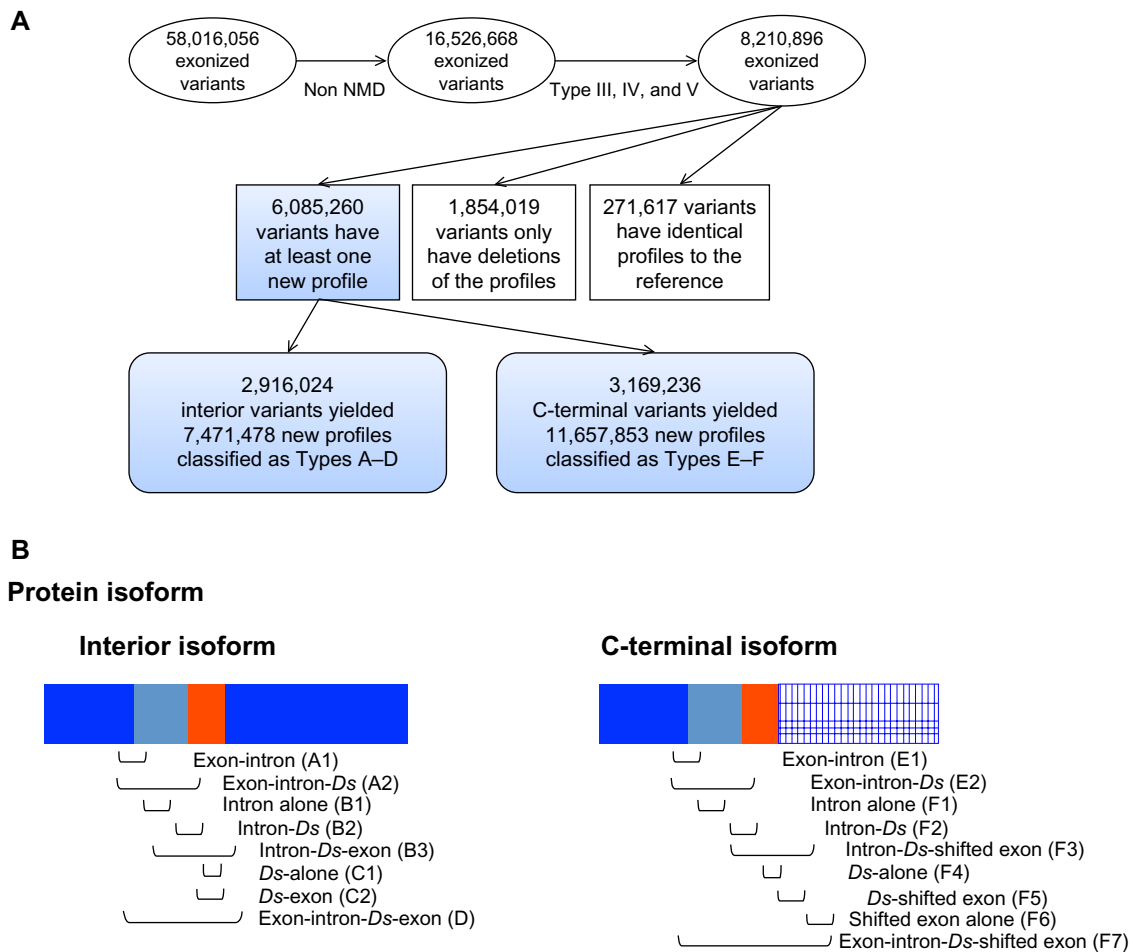 A
58,016,056
exonized
variants
Non NMD
16,526,668
exonized
variants
Type III, IV, and V
8,210,896
exonized
variants
6,085,260
variants have
at least one
new profile
1,854,019
variants only
have deletions
of the profiles
271,617 variants
have identical
profiles to the
reference
2,916,024
interior variants yielded
7,471,478 new profiles
classified as Types A–D
3,169,236
C-terminal variants yielded
11,657,853 new profiles
classified as Types E–F
B
Protein isoform
Interior isoform
Exon-intron (A1)
Exon-intron-Ds (A2)
Intron alone (B1)
Intron-Ds (B2)
Intron-Ds-exon (B3)
Ds-alone (C1)
Ds-exon (C2)
Exon-intron-Ds-exon (D)
C-terminal isoform
Exon-intron (E1)
Exon-intron-Ds (E2)
Intron alone (F1)
Intron-Ds (F2)
Intron-Ds-shifted exon (F3)
Ds-alone (F4)
Ds-shifted exon (F5)
Shifted exon alone (F6)
Exon-intron-Ds-shifted exon (F7)